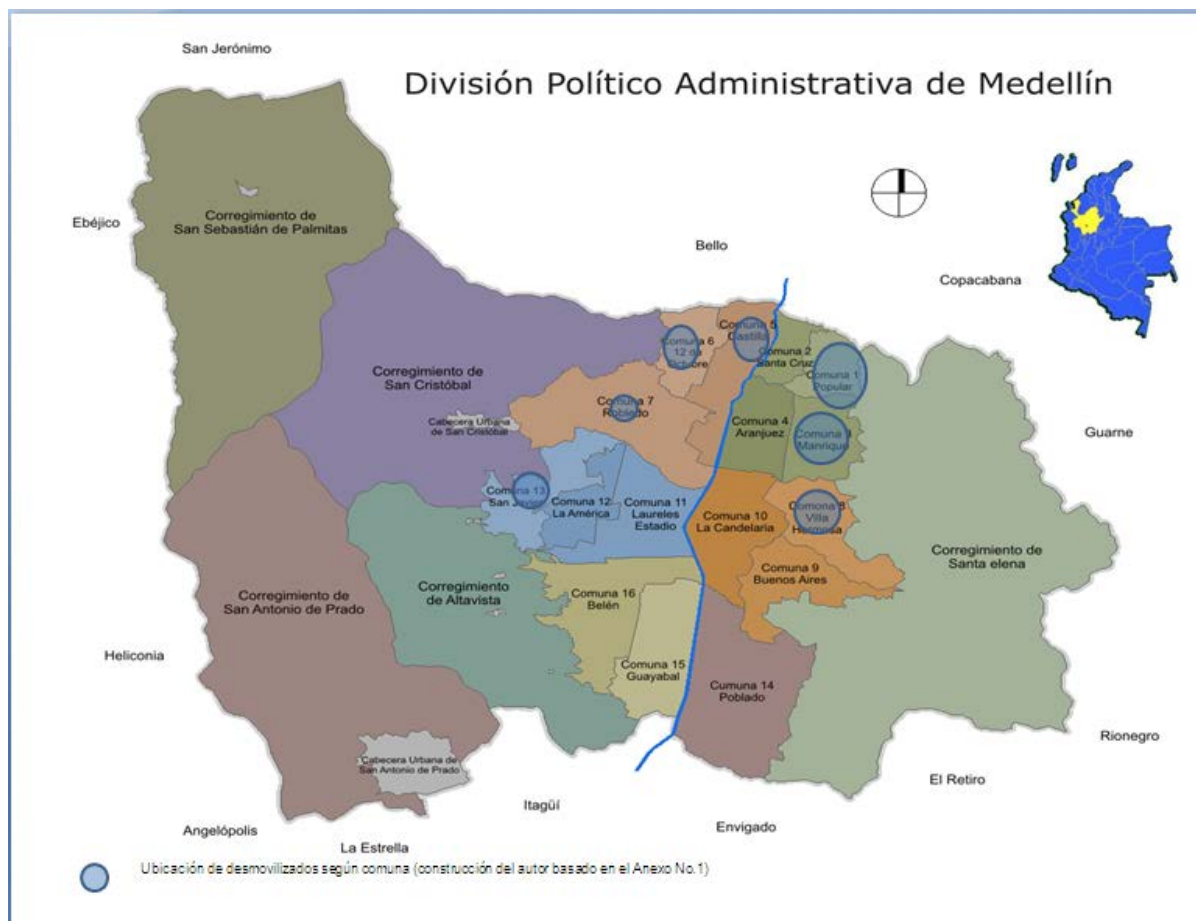 San Jerónimo
División Político Administrativa de Medellín
Corregimiento de
San Sebastián de Palmitas
Ebéjico
Bello
Copacabana
Comuna 5
Castilla
Comuna 6
12 de
Octubre
Comuna 2
Santa Cruz
Comuna 1
Popular
Corregimiento de
San Cristóbal
Comuna 7
Robledo
Cabecera Urbana
de San Cristóbal
Comuna 4
Aranjuez
Comuna
Manrique
Guarne
Comuna 13
San Javier
Comuna 12
La América
Comuna 11
Laureles
Estadio
Comuna 10
La Candelaria
Villa
Hermosa
Comuna 9
Buenos Aires
Corregimiento de
Santa elena
Corregimiento de
San Antonio de Prado
Corregimiento
de Altavista
Comuna 16
Belén
Comuna 15
Guayabal
Cumuna 14
Poblado
Heliconia
Cabecera Urbana de
San Antonio de Prado
Rionegro
El Retiro
Itagüí
Envigado
Angelópolis
La Estrella
Ubicación de desmovilizados según comuna (construcción del autor basado en el Anexo No.1)